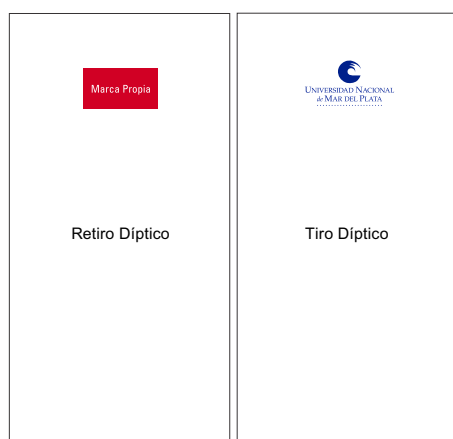 Marca Propia
Retiro Díptico
UNIVERSIDAD NACIONAL
de MAR DEL PLATA
Tiro Díptico